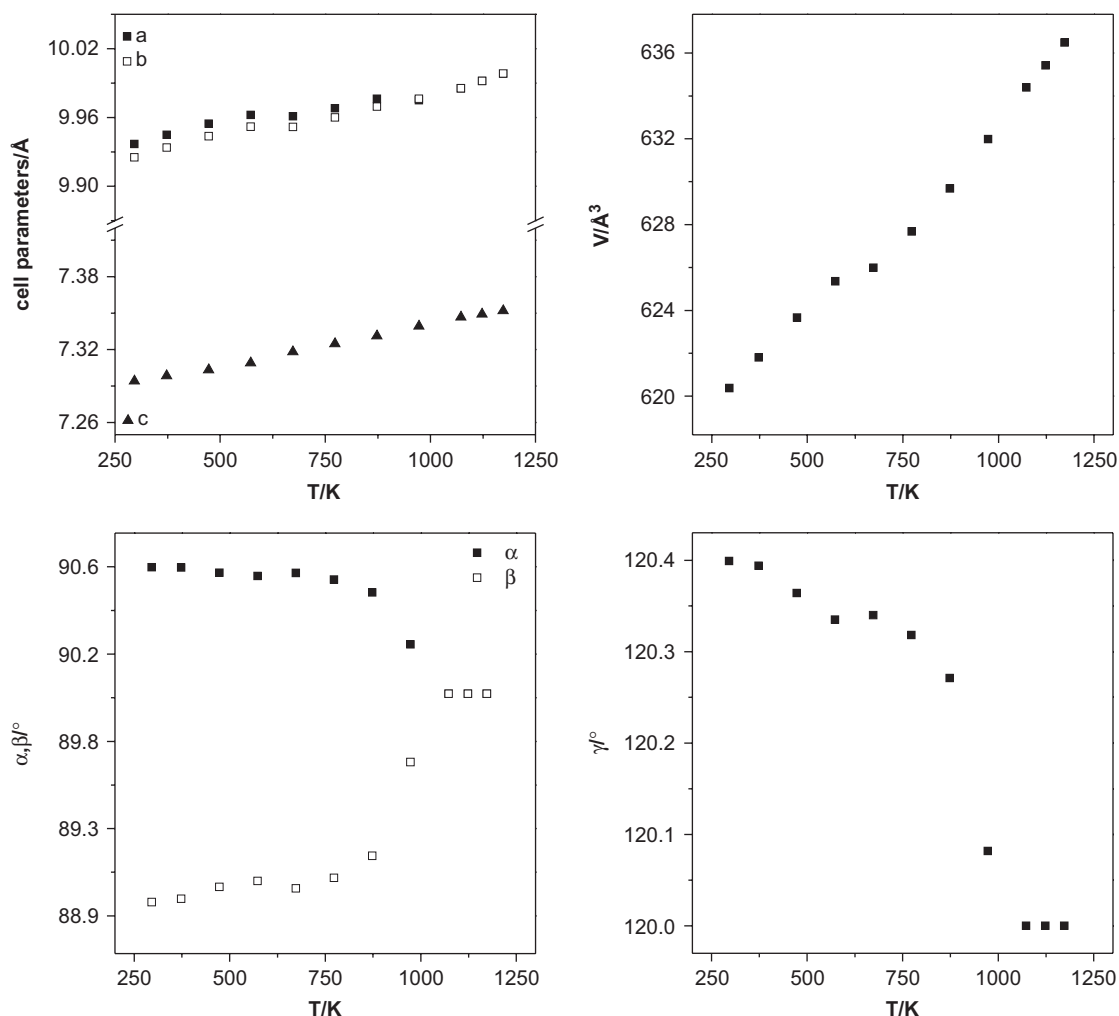 a
b
10.02
9.96
9.90
7.38
7.32
7.26
c
cell parameters/Å
250 500 750 1000 1250
T/K
636
632
628
624
620
V/Å³
250 500 750 1000 1250
T/K
α
β
90.6
90.2
89.8
89.3
88.9
α,β/°
250 500 750 1000 1250
T/K
120.4
120.3
120.2
120.1
120.0
γ/°
250 500 750 1000 1250
T/K